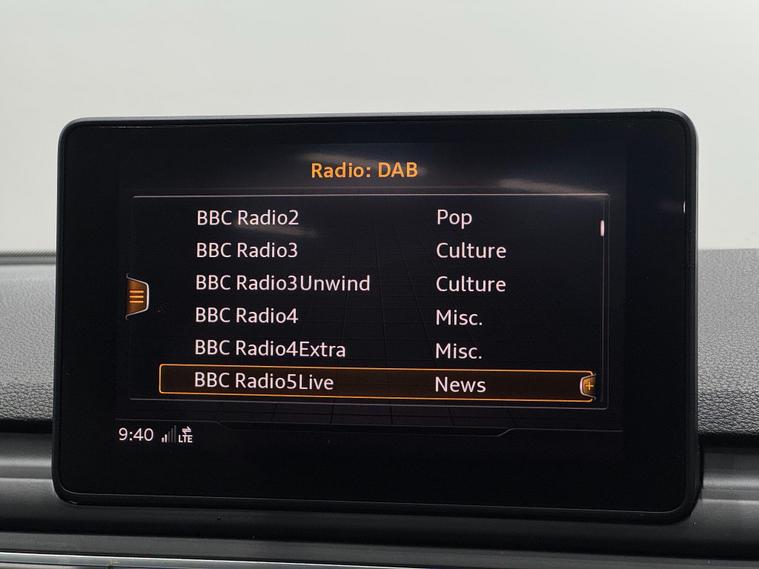 Radio: DAB
BBC Radio2 Pop
BBC Radio3 Culture
BBC Radio3Unwind Culture
BBC Radio4 Misc.
BBC Radio4Extra Misc.
BBC Radio5Live News
9:40 LTE